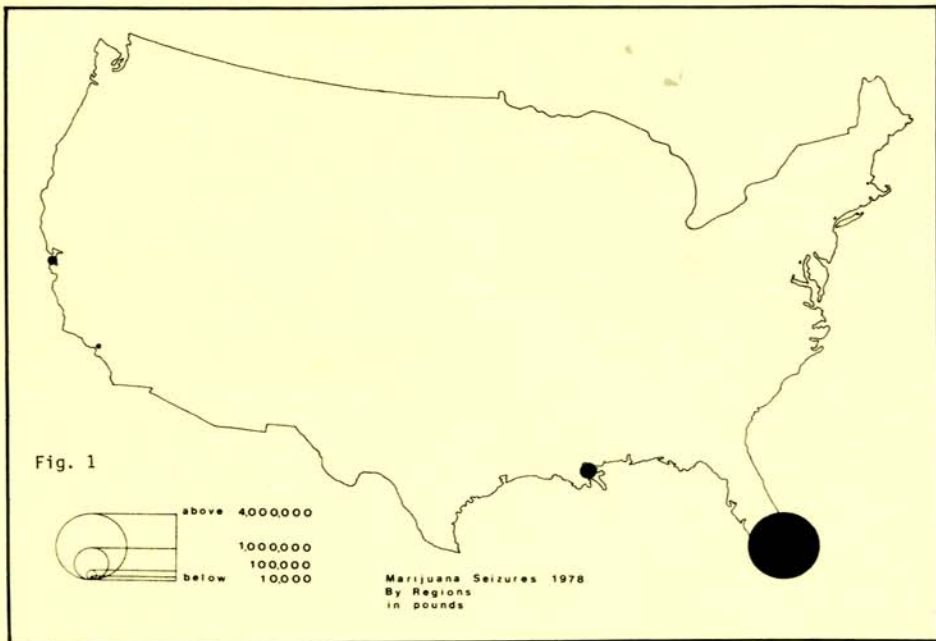 Fig. 1
above 4,000,000
1,000,000
100,000
below 10,000
Marijuana Seizures 1978
By Regions
in pounds